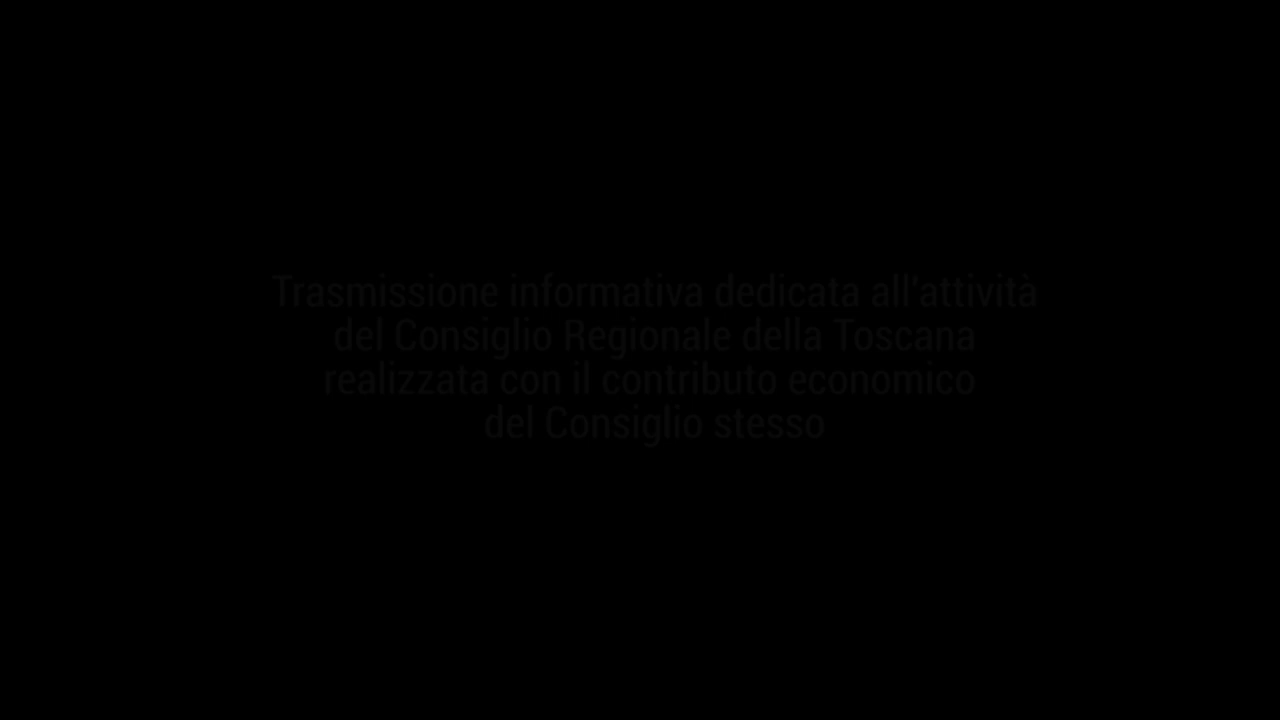 Trasmissione informativa dedicata all'attività
del Consiglio Regionale della Toscana
realizzata con il contributo economico
del Consiglio stesso